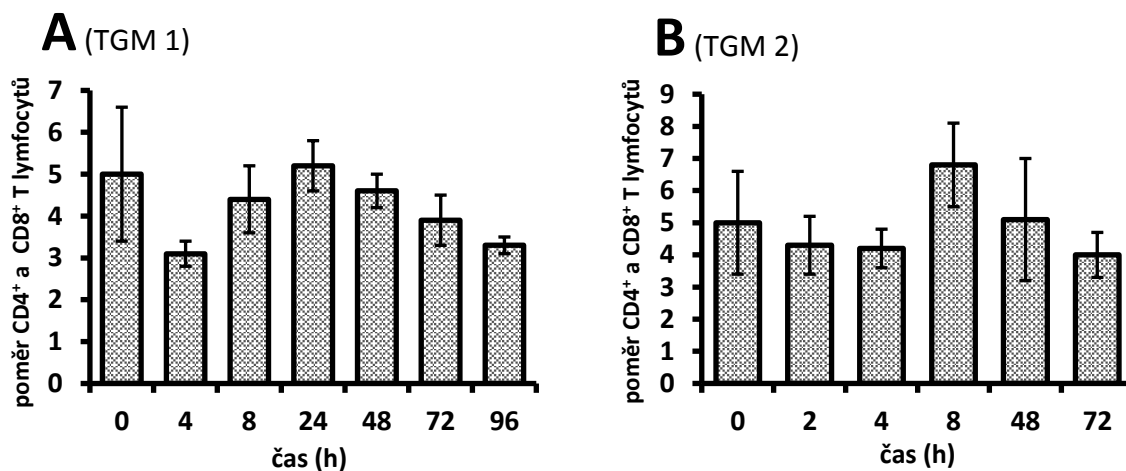 A (TGM 1)
poměr CD4⁺ a CD8⁺ T lymfocytů
7
6
5
4
3
2
1
0
0 4 8 24 48 72 96
čas (h)
B (TGM 2)
poměr CD4⁺ a CD8⁺ T lymfocytů
9
8
7
6
5
4
3
2
1
0
0 2 4 8 48 72
čas (h)